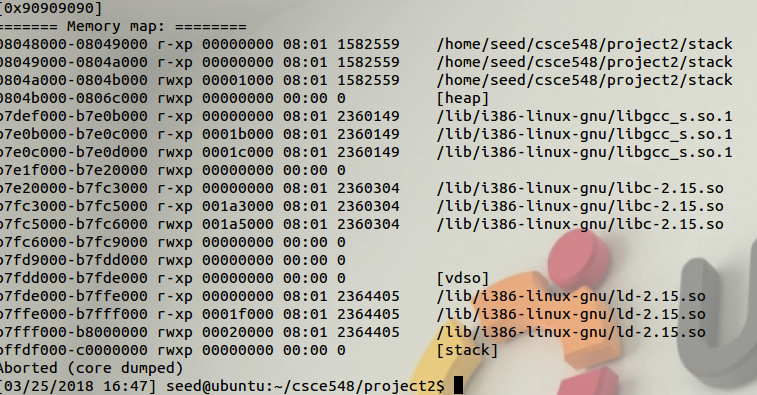 [0x90909090]
======= Memory map: ========
08048000-08049000 r-xp 00000000 08:01 1582559 /home/seed/csce548/project2/stack
08049000-0804a000 r-xp 00000000 08:01 1582559 /home/seed/csce548/project2/stack
0804a000-0804b000 rwxp 00001000 08:01 1582559 /home/seed/csce548/project2/stack
0804b000-0806c000 rwxp 00000000 00:00 0 [heap]
b7def000-b7e0b000 r-xp 00000000 08:01 2360149 /lib/i386-linux-gnu/libgcc_s.so.1
b7e0b000-b7e0c000 r-xp 0001b000 08:01 2360149 /lib/i386-linux-gnu/libgcc_s.so.1
b7e0c000-b7e0d000 rwxp 0001c000 08:01 2360149 /lib/i386-linux-gnu/libgcc_s.so.1
b7e1f000-b7e20000 rwxp 00000000 00:00 0
b7e20000-b7fc3000 r-xp 00000000 08:01 2360304 /lib/i386-linux-gnu/libc-2.15.so
b7fc3000-b7fc5000 r-xp 001a3000 08:01 2360304 /lib/i386-linux-gnu/libc-2.15.so
b7fc5000-b7fc6000 rwxp 001a5000 08:01 2360304 /lib/i386-linux-gnu/libc-2.15.so
b7fc6000-b7fc9000 rwxp 00000000 00:00 0
b7fd9000-b7fdd000 rwxp 00000000 00:00 0
b7fdd000-b7fde000 r-xp 00000000 00:00 0 [vdso]
b7fde000-b7ffe000 r-xp 00000000 08:01 2364405 /lib/i386-linux-gnu/ld-2.15.so
b7ffe000-b7fff000 r-xp 0001f000 08:01 2364405 /lib/i386-linux-gnu/ld-2.15.so
b7fff000-b8000000 rwxp 00020000 08:01 2364405 /lib/i386-linux-gnu/ld-2.15.so
bffdf000-c0000000 rwxp 00000000 00:00 0 [stack]
Aborted (core dumped)
[03/25/2018 16:47] seed@ubuntu:~/csce548/project2$